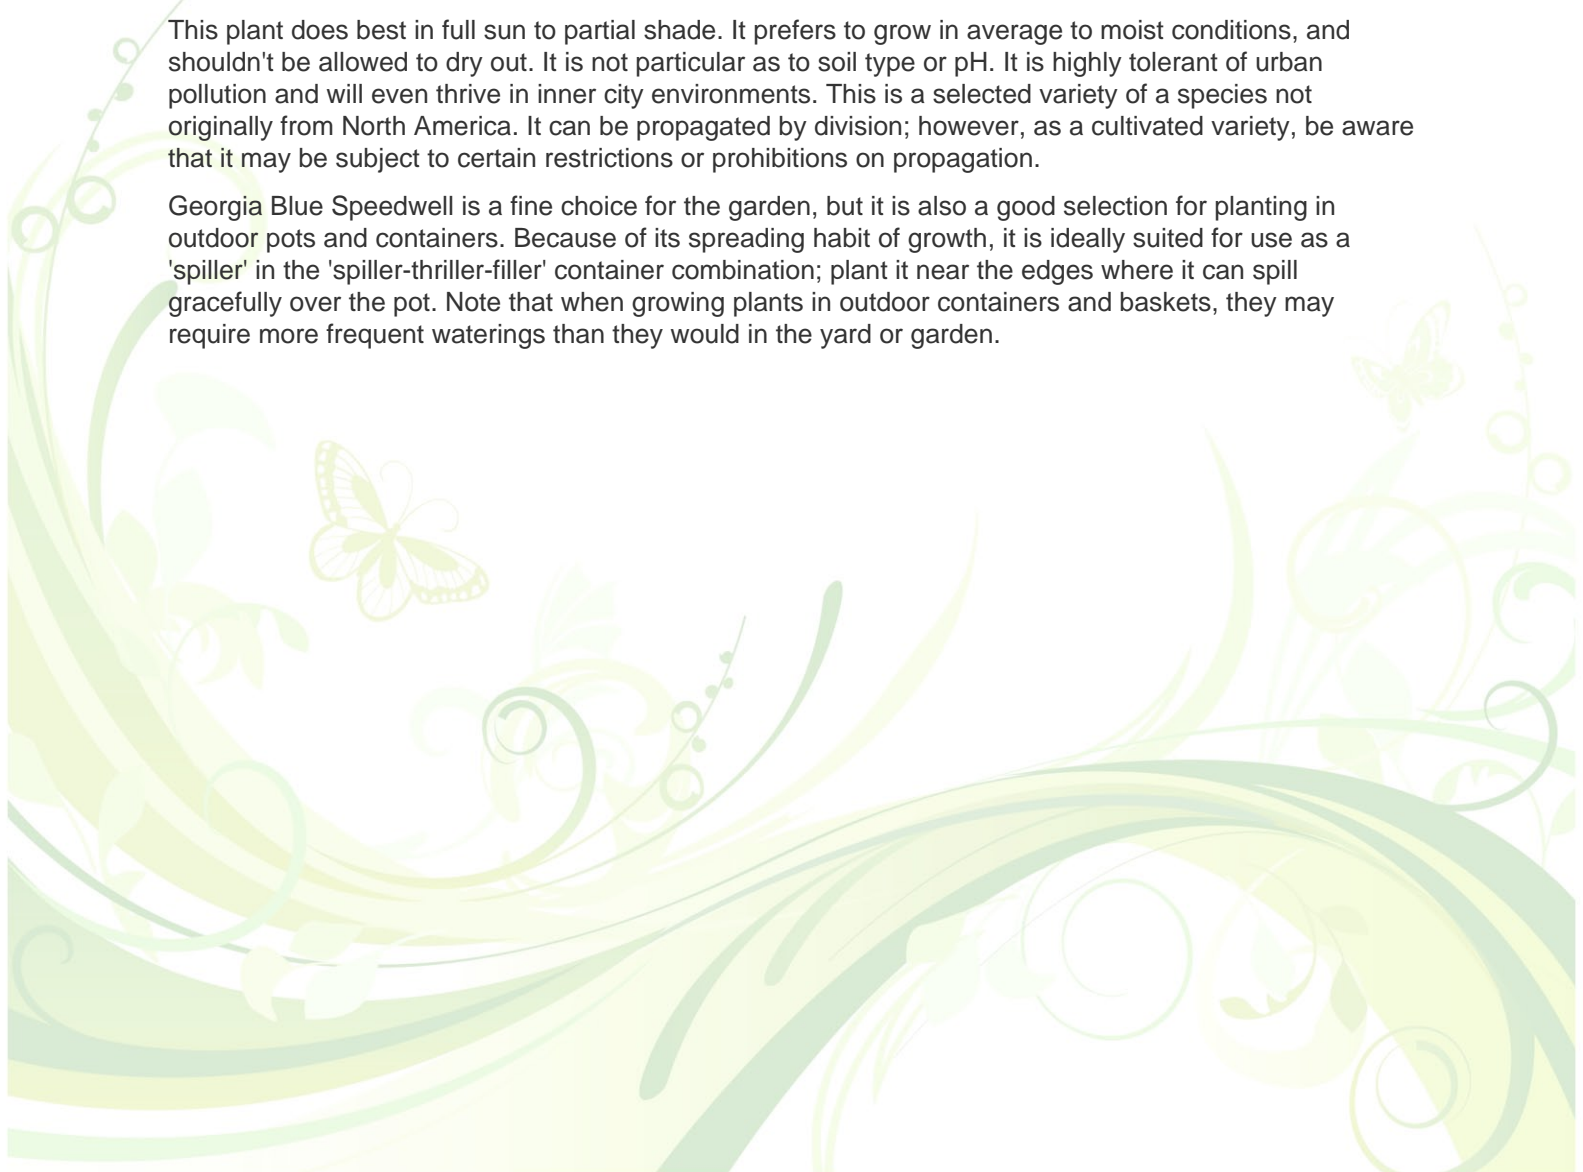 This plant does best in full sun to partial shade. It prefers to grow in average to moist conditions, and
shouldn't be allowed to dry out. It is not particular as to soil type or pH. It is highly tolerant of urban
pollution and will even thrive in inner city environments. This is a selected variety of a species not
originally from North America. It can be propagated by division; however, as a cultivated variety, be aware
that it may be subject to certain restrictions or prohibitions on propagation.
Georgia Blue Speedwell is a fine choice for the garden, but it is also a good selection for planting in
outdoor pots and containers. Because of its spreading habit of growth, it is ideally suited for use as a
'spiller' in the 'spiller-thriller-filler' container combination; plant it near the edges where it can spill
gracefully over the pot. Note that when growing plants in outdoor containers and baskets, they may
require more frequent waterings than they would in the yard or garden.